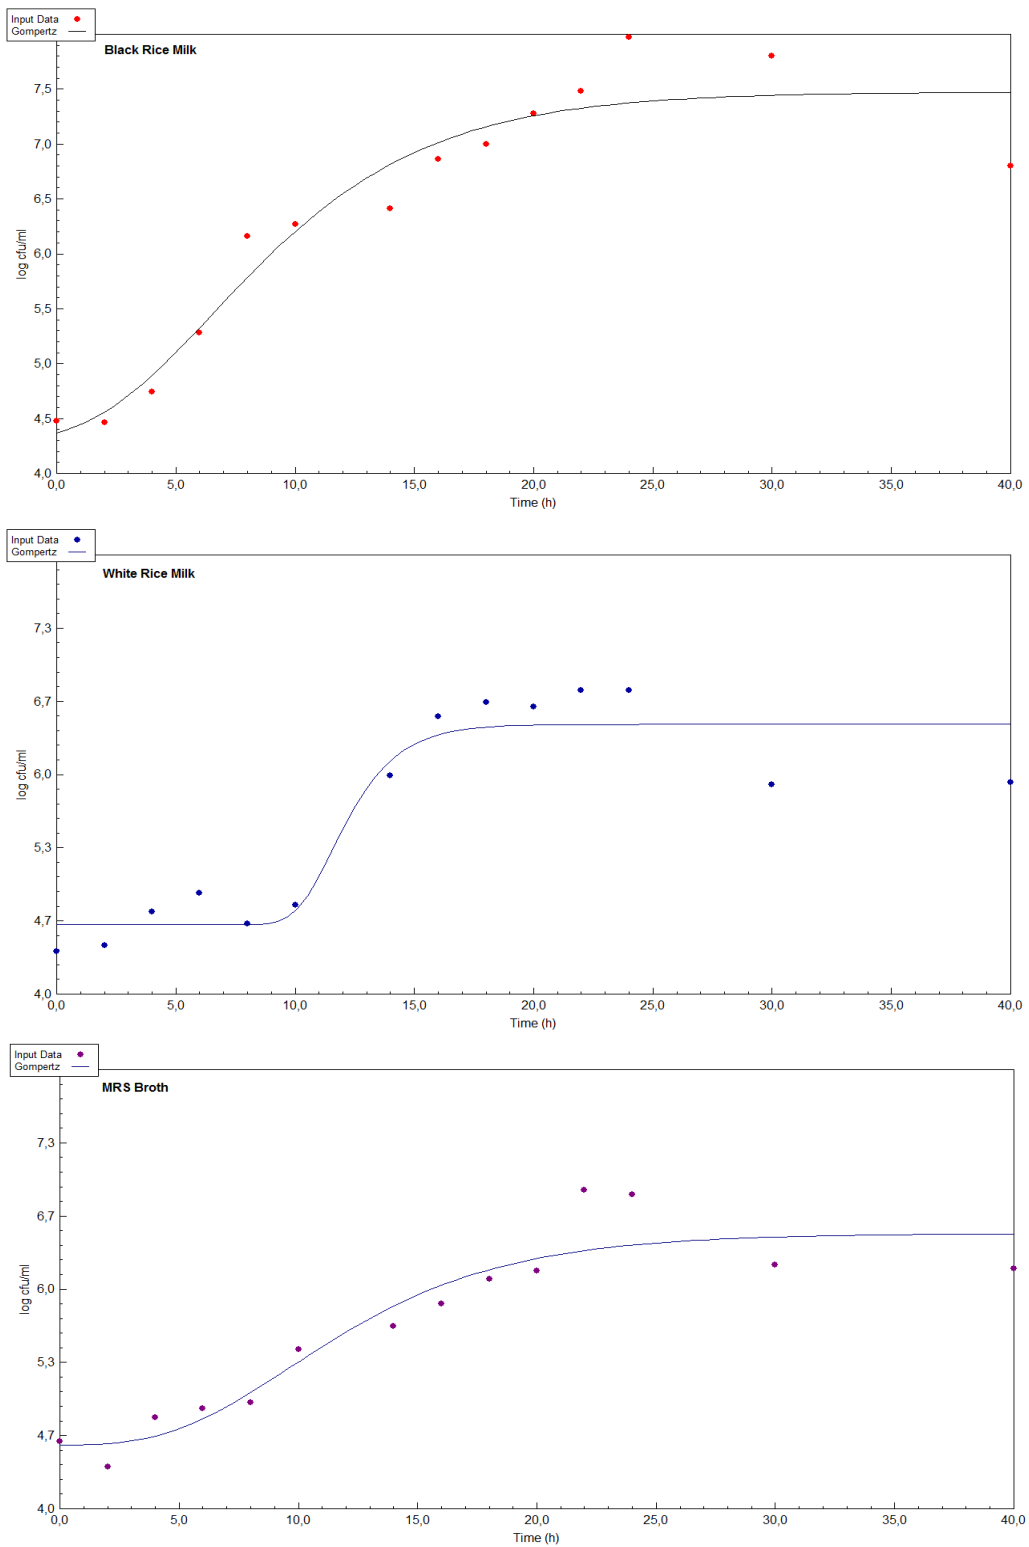 Input Data
Gompertz
Black Rice Milk
7,5
7,0
6,5
6,0
5,5
5,0
4,5
4,0
log cfu/ml
0,0 5,0 10,0 15,0 20,0 25,0 30,0 35,0 40,0
Time (h)
Input Data
Gompertz
White Rice Milk
7,3
6,7
6,0
5,3
4,7
4,0
log cfu/ml
0,0 5,0 10,0 15,0 20,0 25,0 30,0 35,0 40,0
Time (h)
Input Data
Gompertz
MRS Broth
7,3
6,7
6,0
5,3
4,7
4,0
log cfu/ml
0,0 5,0 10,0 15,0 20,0 25,0 30,0 35,0 40,0
Time (h)